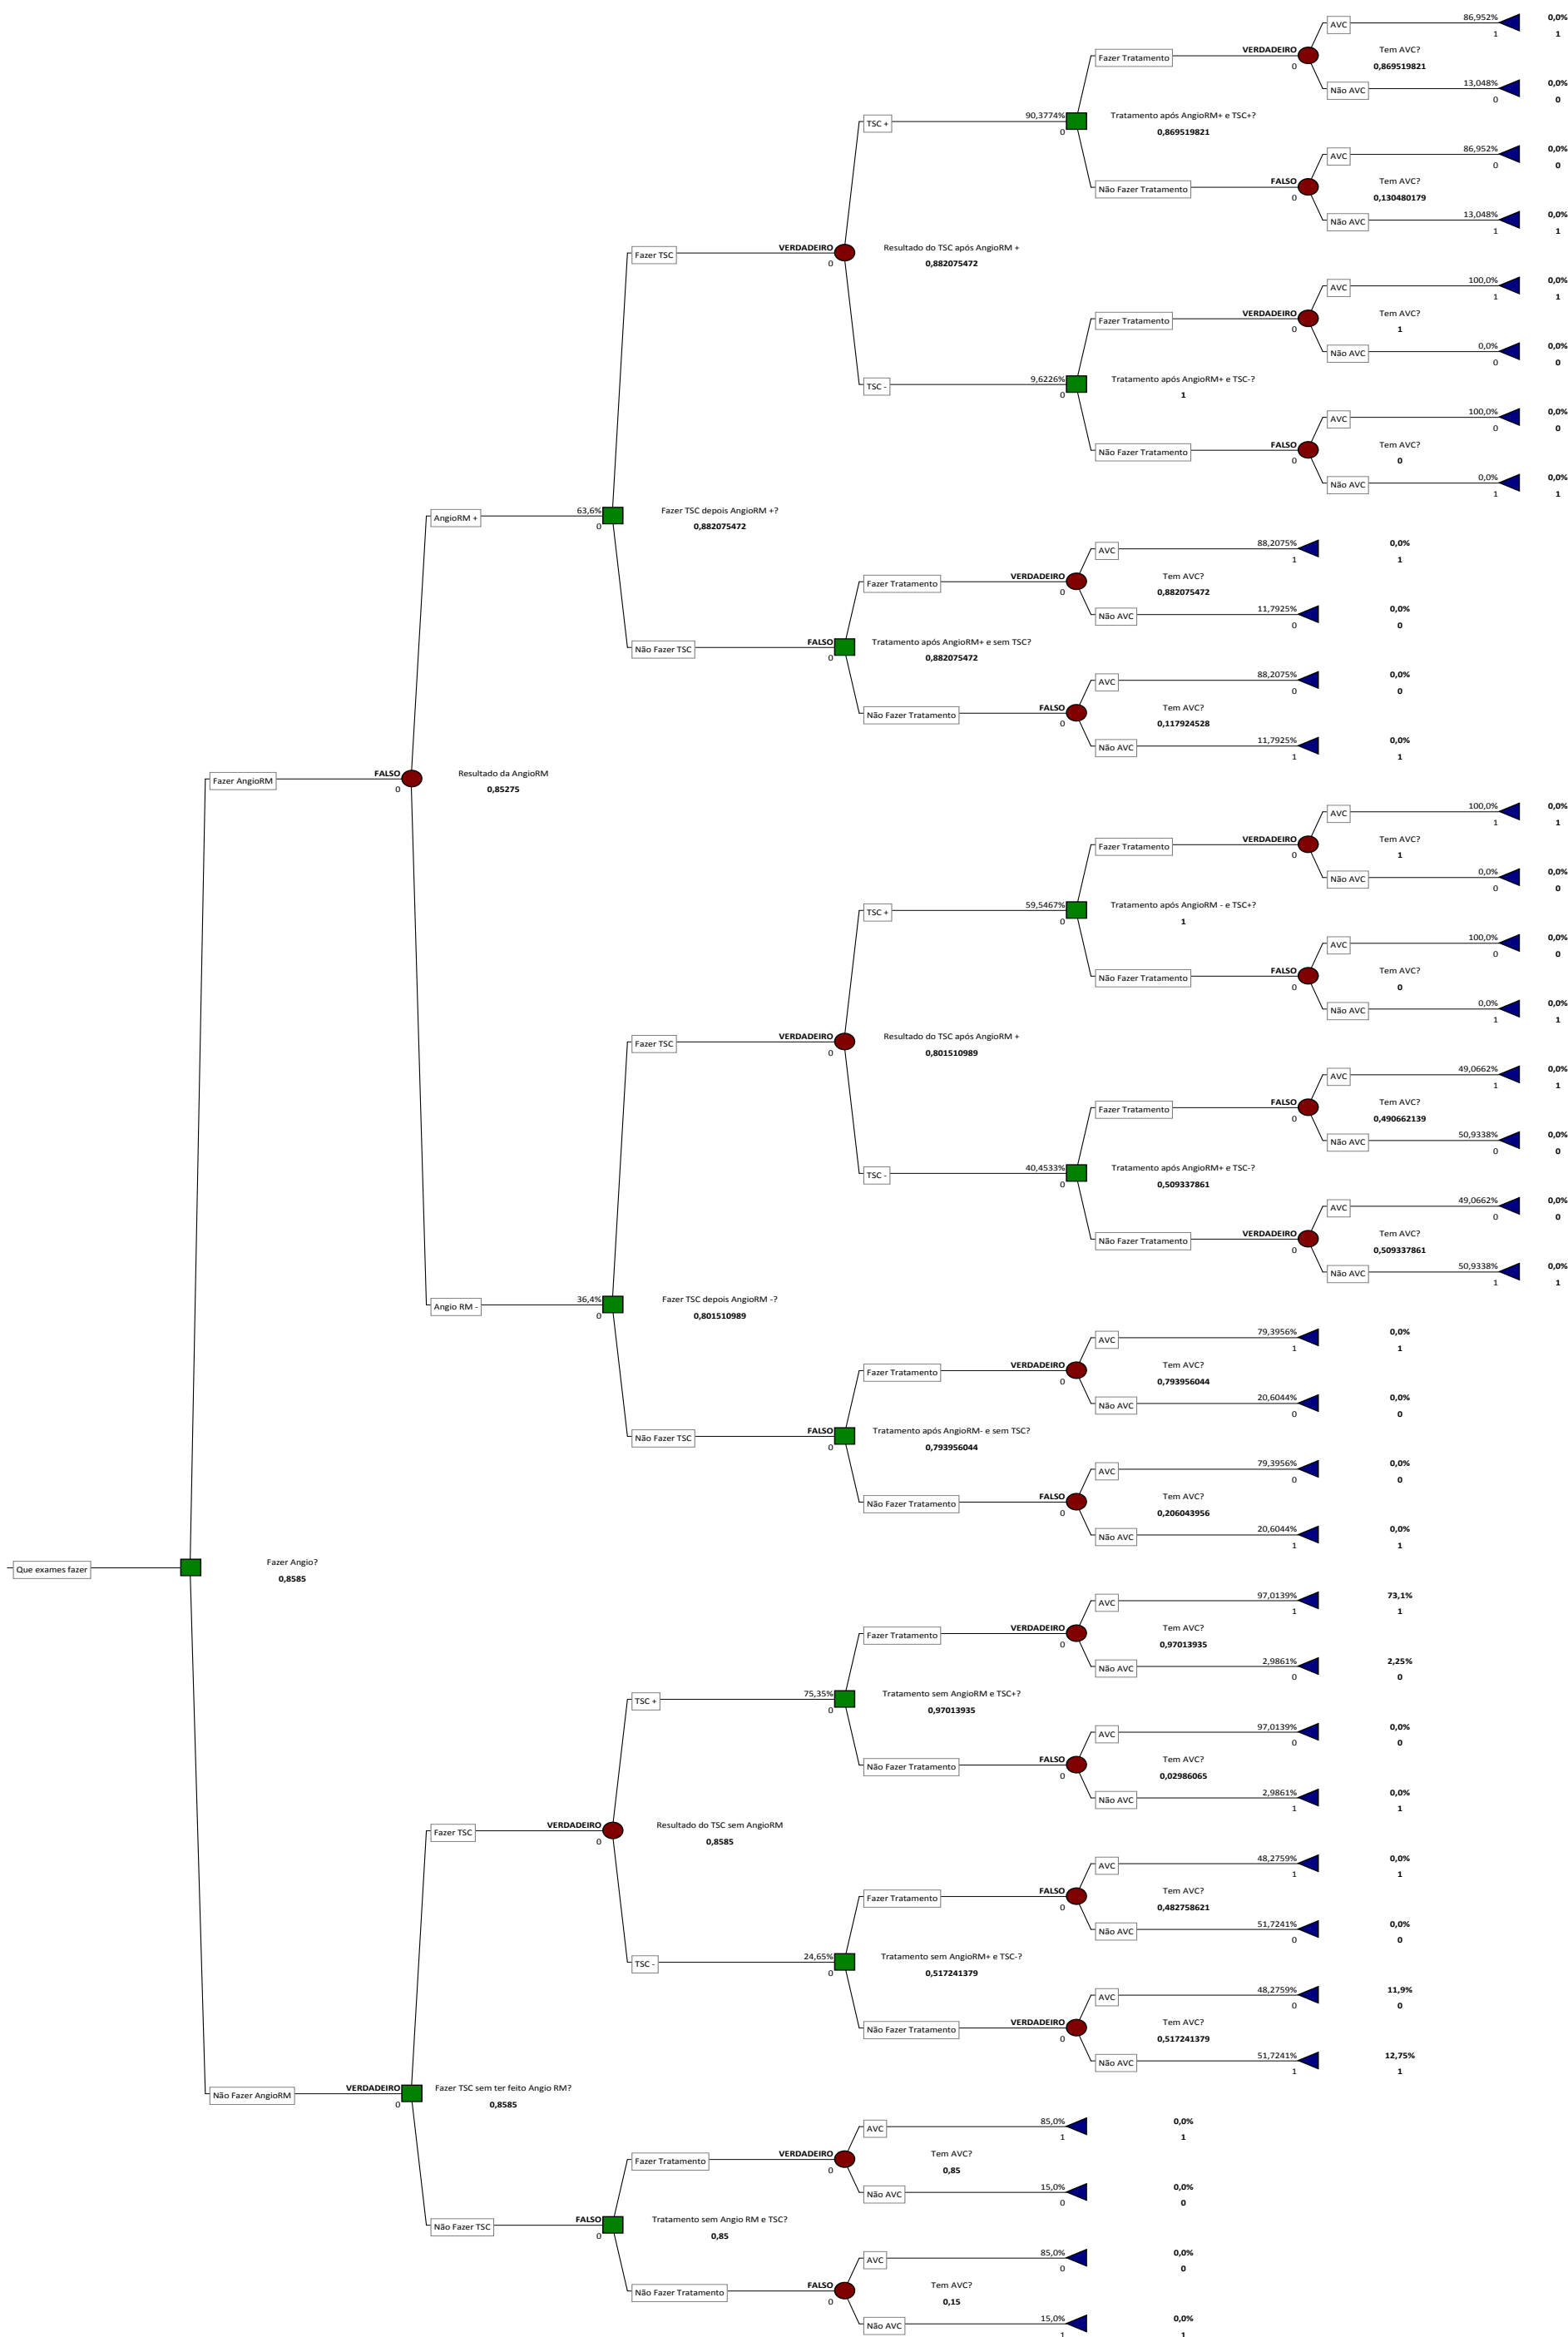 AVC 86,952% 0,0%
1 1
Fazer Tratamento VERDADEIRO Tem AVC?
0 0,869519821
Não AVC 13,048% 0,0%
0 0
TSC + 90,3774% Tratamento após AngioRM+ e TSC+?
0 0,869519821
AVC 86,952% 0,0%
0 0
Não Fazer Tratamento FALSO Tem AVC?
0 0,130480179
Não AVC 13,048% 0,0%
1 1
Fazer TSC VERDADEIRO Resultado do TSC após AngioRM +
0 0,882075472
AVC 100,0% 0,0%
1 1
Fazer Tratamento VERDADEIRO Tem AVC?
0 1
Não AVC 0,0% 0,0%
0 0
TSC - 9,6226% Tratamento após AngioRM+ e TSC-?
0 1
AVC 100,0% 0,0%
0 0
Não Fazer Tratamento FALSO Tem AVC?
0 0
Não AVC 0,0% 0,0%
1 1
AngioRM + 63,6% Fazer TSC depois AngioRM +?
0 0,882075472
AVC 88,2075% 0,0%
1 1
Fazer Tratamento VERDADEIRO Tem AVC?
0 0,882075472
Não AVC 11,7925% 0,0%
0 0
Não Fazer TSC FALSO Tratamento após AngioRM+ e sem TSC?
0 0,882075472
AVC 88,2075% 0,0%
0 0
Não Fazer Tratamento FALSO Tem AVC?
0 0,117924528
Não AVC 11,7925% 0,0%
1 1
Fazer AngioRM FALSO Resultado da AngioRM
0 0,85275
AVC 100,0% 0,0%
1 1
Fazer Tratamento VERDADEIRO Tem AVC?
0 1
Não AVC 0,0% 0,0%
0 0
TSC + 59,5467% Tratamento após AngioRM - e TSC+?
0 1
AVC 100,0% 0,0%
0 0
Não Fazer Tratamento FALSO Tem AVC?
0 0
Não AVC 0,0% 0,0%
1 1
Fazer TSC VERDADEIRO Resultado do TSC após AngioRM +
0 0,801510989
AVC 49,0662% 0,0%
1 1
Fazer Tratamento FALSO Tem AVC?
0 0,490662139
Não AVC 50,9338% 0,0%
0 0
TSC - 40,4533% Tratamento após AngioRM+ e TSC-?
0 0,509337861
AVC 49,0662% 0,0%
0 0
Não Fazer Tratamento VERDADEIRO Tem AVC?
0 0,509337861
Não AVC 50,9338% 0,0%
1 1
Angio RM - 36,4% Fazer TSC depois AngioRM -?
0 0,801510989
AVC 79,3956% 0,0%
1 1
Fazer Tratamento VERDADEIRO Tem AVC?
0 0,793956044
Não AVC 20,6044% 0,0%
0 0
Não Fazer TSC FALSO Tratamento após AngioRM- e sem TSC?
0 0,793956044
AVC 79,3956% 0,0%
0 0
Não Fazer Tratamento FALSO Tem AVC?
0 0,206043956
Não AVC 20,6044% 0,0%
1 1
Que exames fazer Fazer Angio?
0,8585
AVC 97,0139% 73,1%
1 1
Fazer Tratamento VERDADEIRO Tem AVC?
0 0,97013935
Não AVC 2,9861% 2,25%
0 0
TSC + 75,35% Tratamento sem AngioRM e TSC+?
0 0,97013935
AVC 97,0139% 0,0%
0 0
Não Fazer Tratamento FALSO Tem AVC?
0 0,02986065
Não AVC 2,9861% 0,0%
1 1
Fazer TSC VERDADEIRO Resultado do TSC sem AngioRM
0 0,8585
AVC 48,2759% 0,0%
1 1
Fazer Tratamento FALSO Tem AVC?
0 0,482758621
Não AVC 51,7241% 0,0%
0 0
TSC - 24,65% Tratamento sem AngioRM+ e TSC-?
0 0,517241379
AVC 48,2759% 11,9%
0 0
Não Fazer Tratamento VERDADEIRO Tem AVC?
0 0,517241379
Não AVC 51,7241% 12,75%
1 1
Não Fazer AngioRM VERDADEIRO Fazer TSC sem ter feito Angio RM?
0 0,8585
AVC 85,0% 0,0%
1 1
Fazer Tratamento VERDADEIRO Tem AVC?
0 0,85
Não AVC 15,0% 0,0%
0 0
Não Fazer TSC FALSO Tratamento sem Angio RM e TSC?
0 0,85
AVC 85,0% 0,0%
0 0
Não Fazer Tratamento FALSO Tem AVC?
0 0,15
Não AVC 15,0% 0,0%
1 1